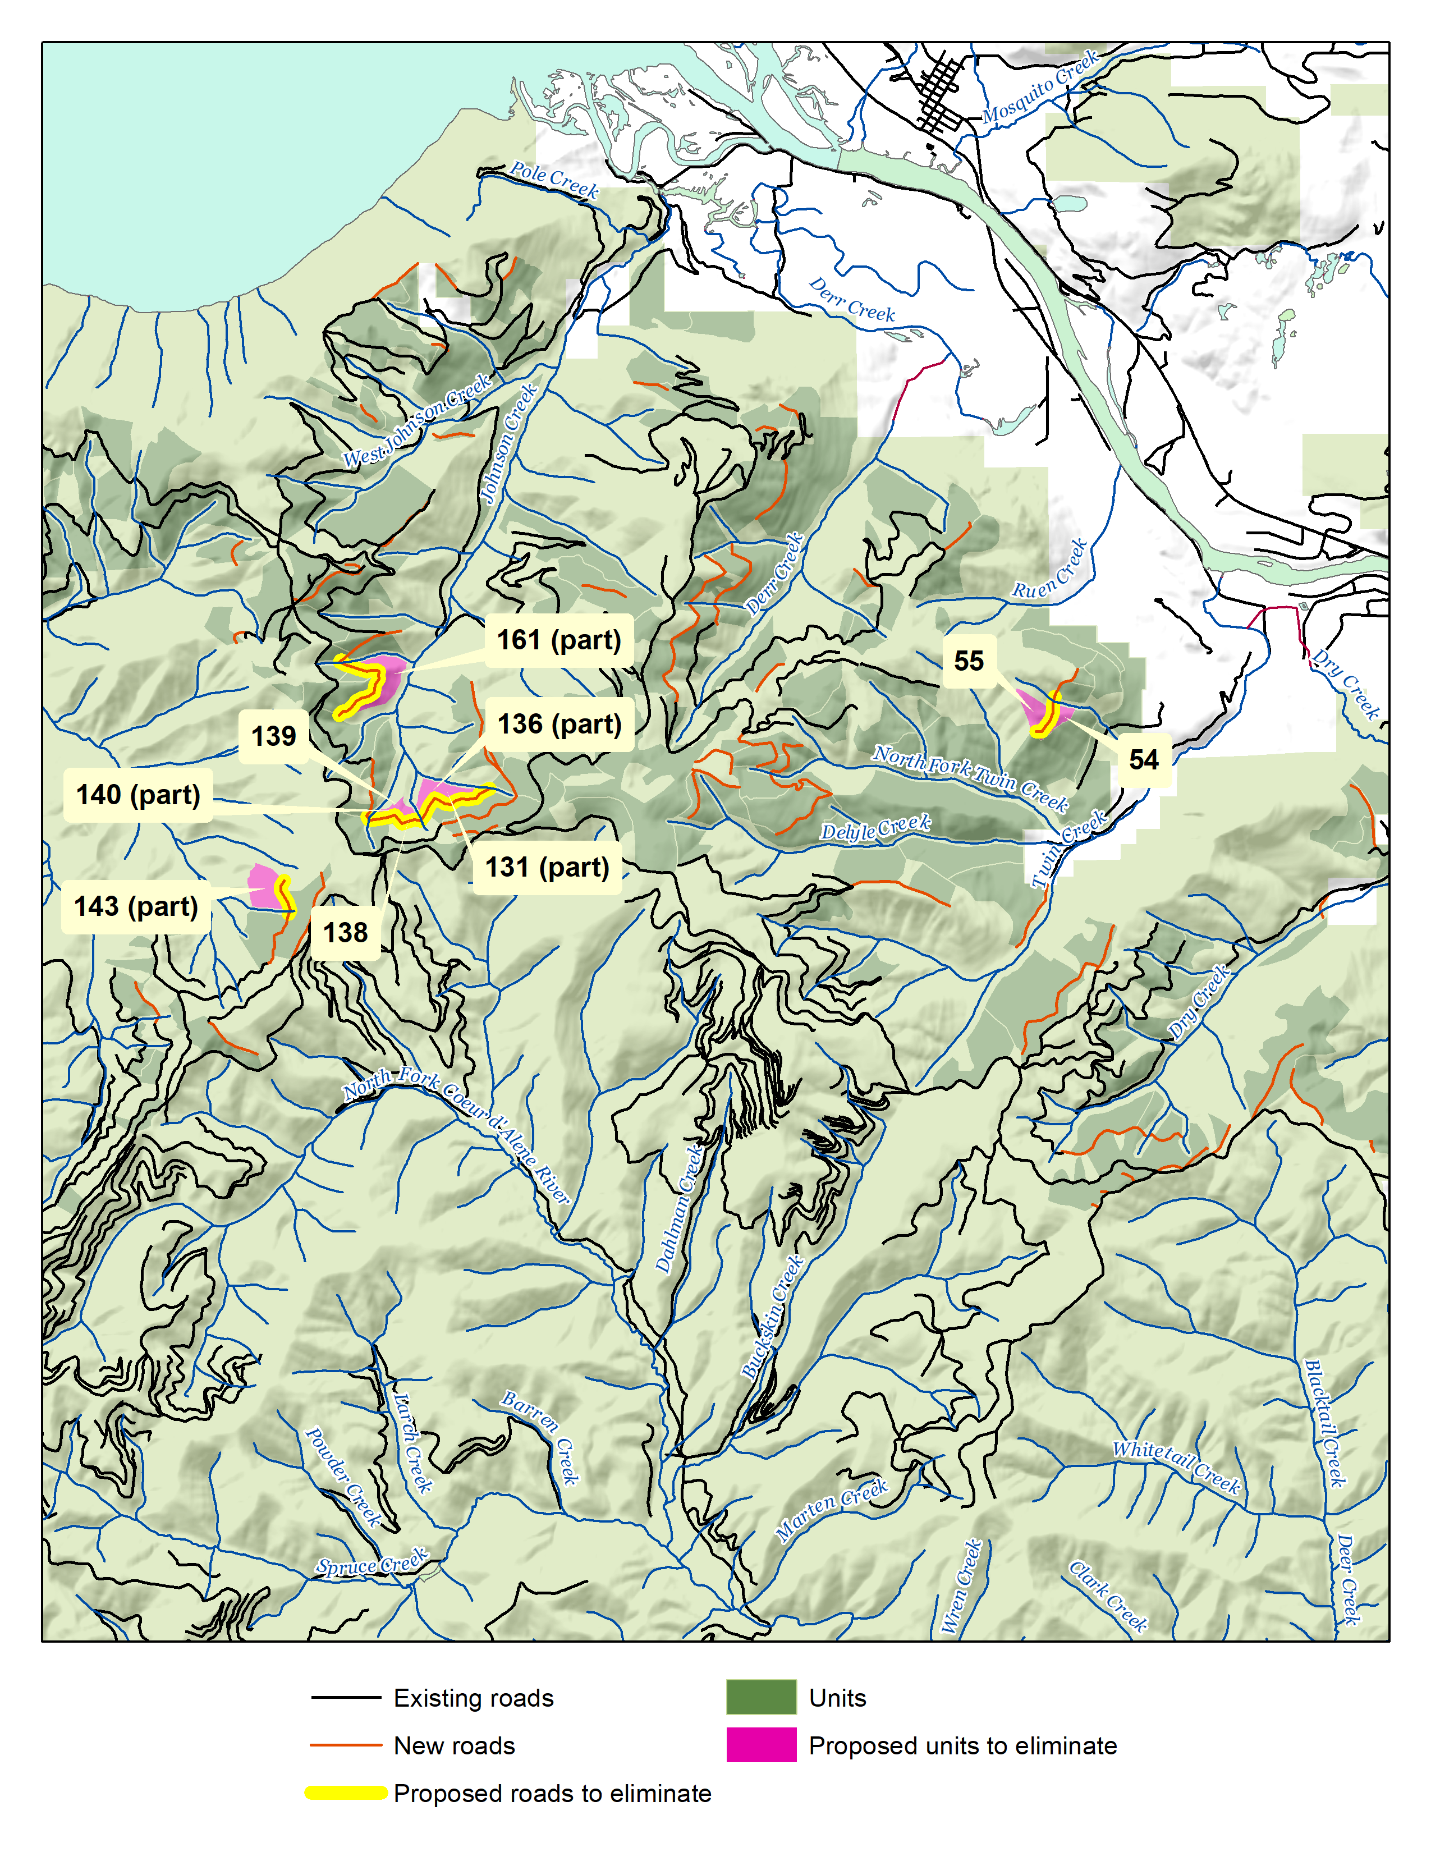 Mosquito Creek
Pole Creek
Derr Creek
West Johnson Creek
Johnson Creek
Derr Creek
Ruen Creek
161 (part)
55
Dry Creek
136 (part)
139
54
North Fork Twin Creek
140 (part)
Delyle Creek
Twin Creek
131 (part)
143 (part)
138
Dry Creek
North Fork Coeur d'Alene River
Dahlman Creek
Buckskin Creek
Blacktail Creek
Larch Creek
Barren Creek
Powder Creek
Whitetail Creek
Marten Creek
Spruce Creek
Wren Creek
Clark Creek
Deer Creek
Existing roads
Units
New roads
Proposed units to eliminate
Proposed roads to eliminate